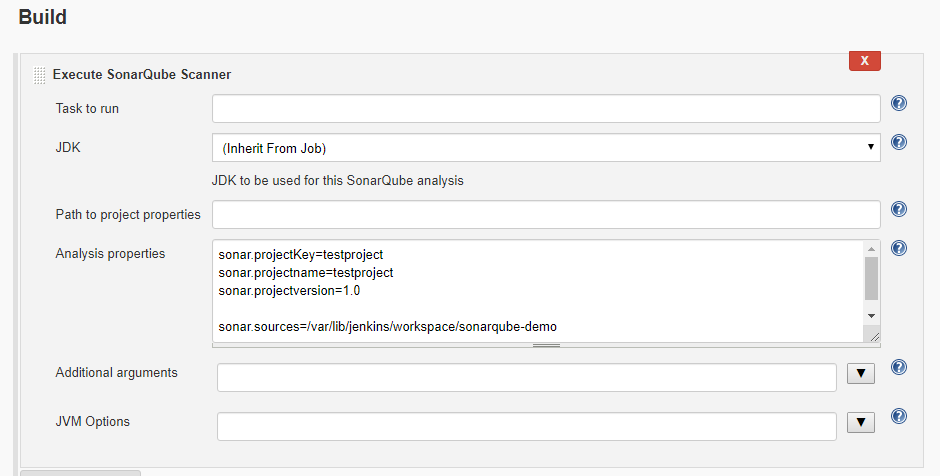 Build
Execute SonarQube Scanner
X
Task to run
JDK
(Inherit From Job)
JDK to be used for this SonarQube analysis
Path to project properties
Analysis properties
sonar.projectKey=testproject
sonar.projectname=testproject
sonar.projectversion=1.0
sonar.sources=/var/lib/jenkins/workspace/sonarqube-demo
Additional arguments
JVM Options